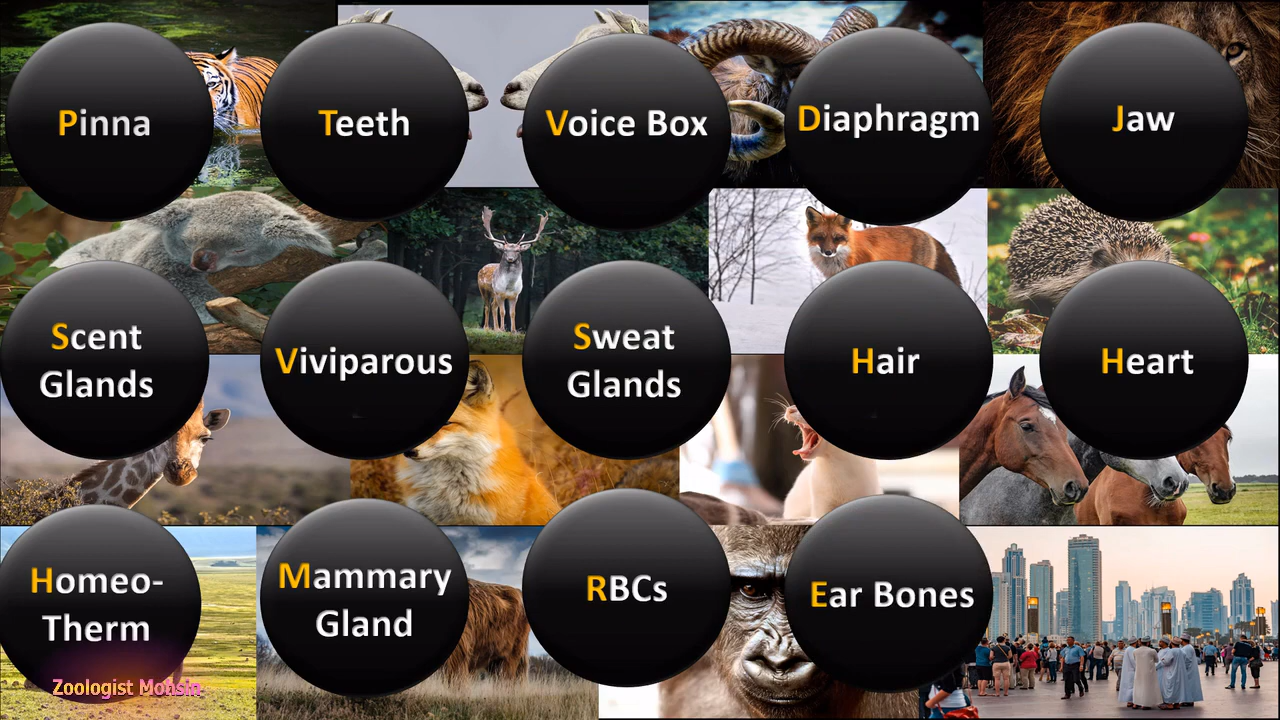 Pinna
Teeth
Voice Box
Diaphragm
Jaw
Scent
Glands
Viviparous
Sweat
Glands
Hair
Heart
Homeo-
Therm
Mammary
Gland
RBCs
Ear Bones
Zoologist Mohsin